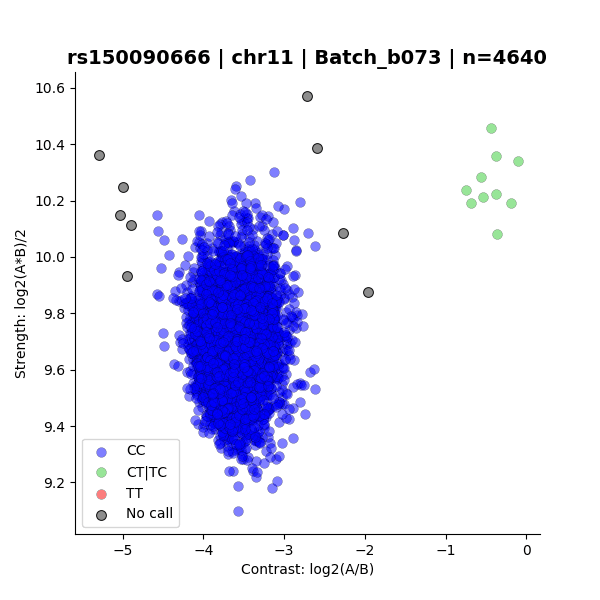 rs150090666 | chr11 | Batch_b073 | n=4640
Strength: log2(A*B)/2
10.6
10.4
10.2
10.0
9.8
9.6
9.4
9.2
CC
CT|TC
TT
No call
−5
−4
−3
−2
−1
0
Contrast: log2(A/B)